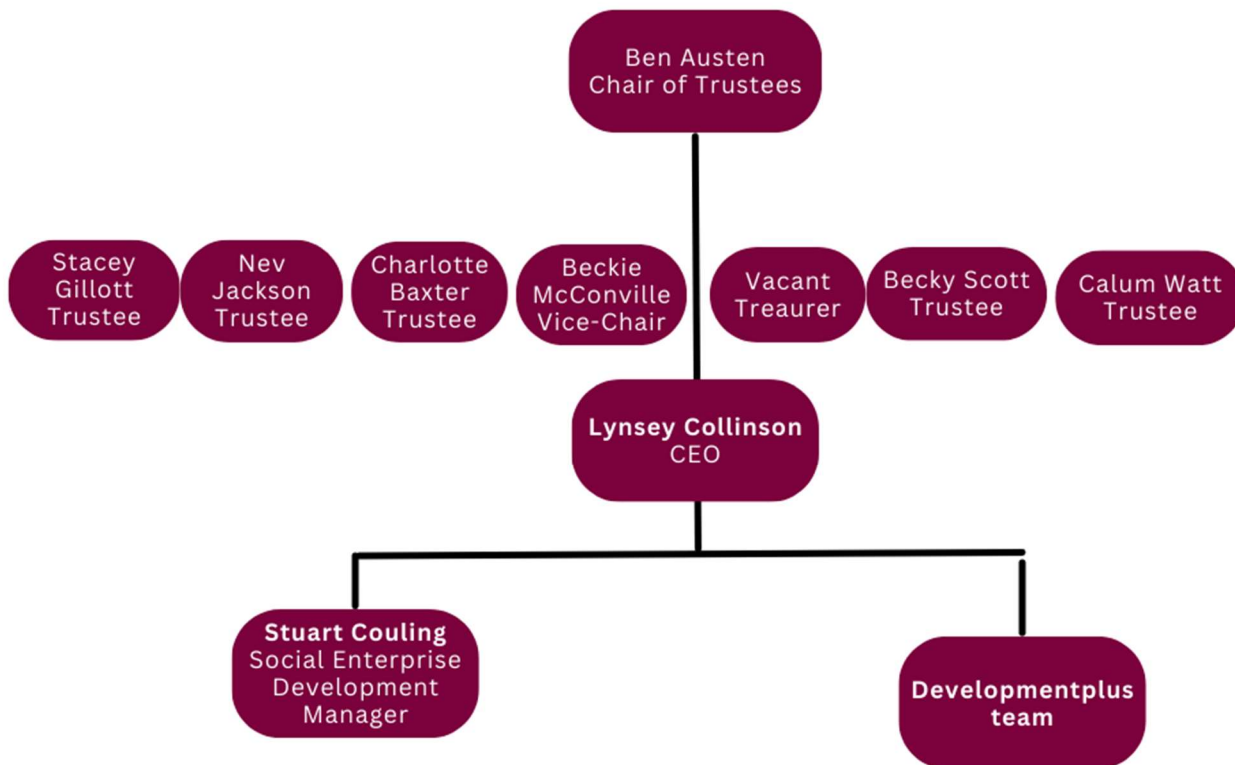 Ben Austen
Chair of Trustees
Stacey
Gillott
Trustee
Nev
Jackson
Trustee
Charlotte
Baxter
Trustee
Beckie
McConville
Vice-Chair
Vacant
Treaurer
Becky Scott
Trustee
Calum Watt
Trustee
Lynsey Collinson
CEO
Stuart Couling
Social Enterprise
Development
Manager
Developmentplus
team